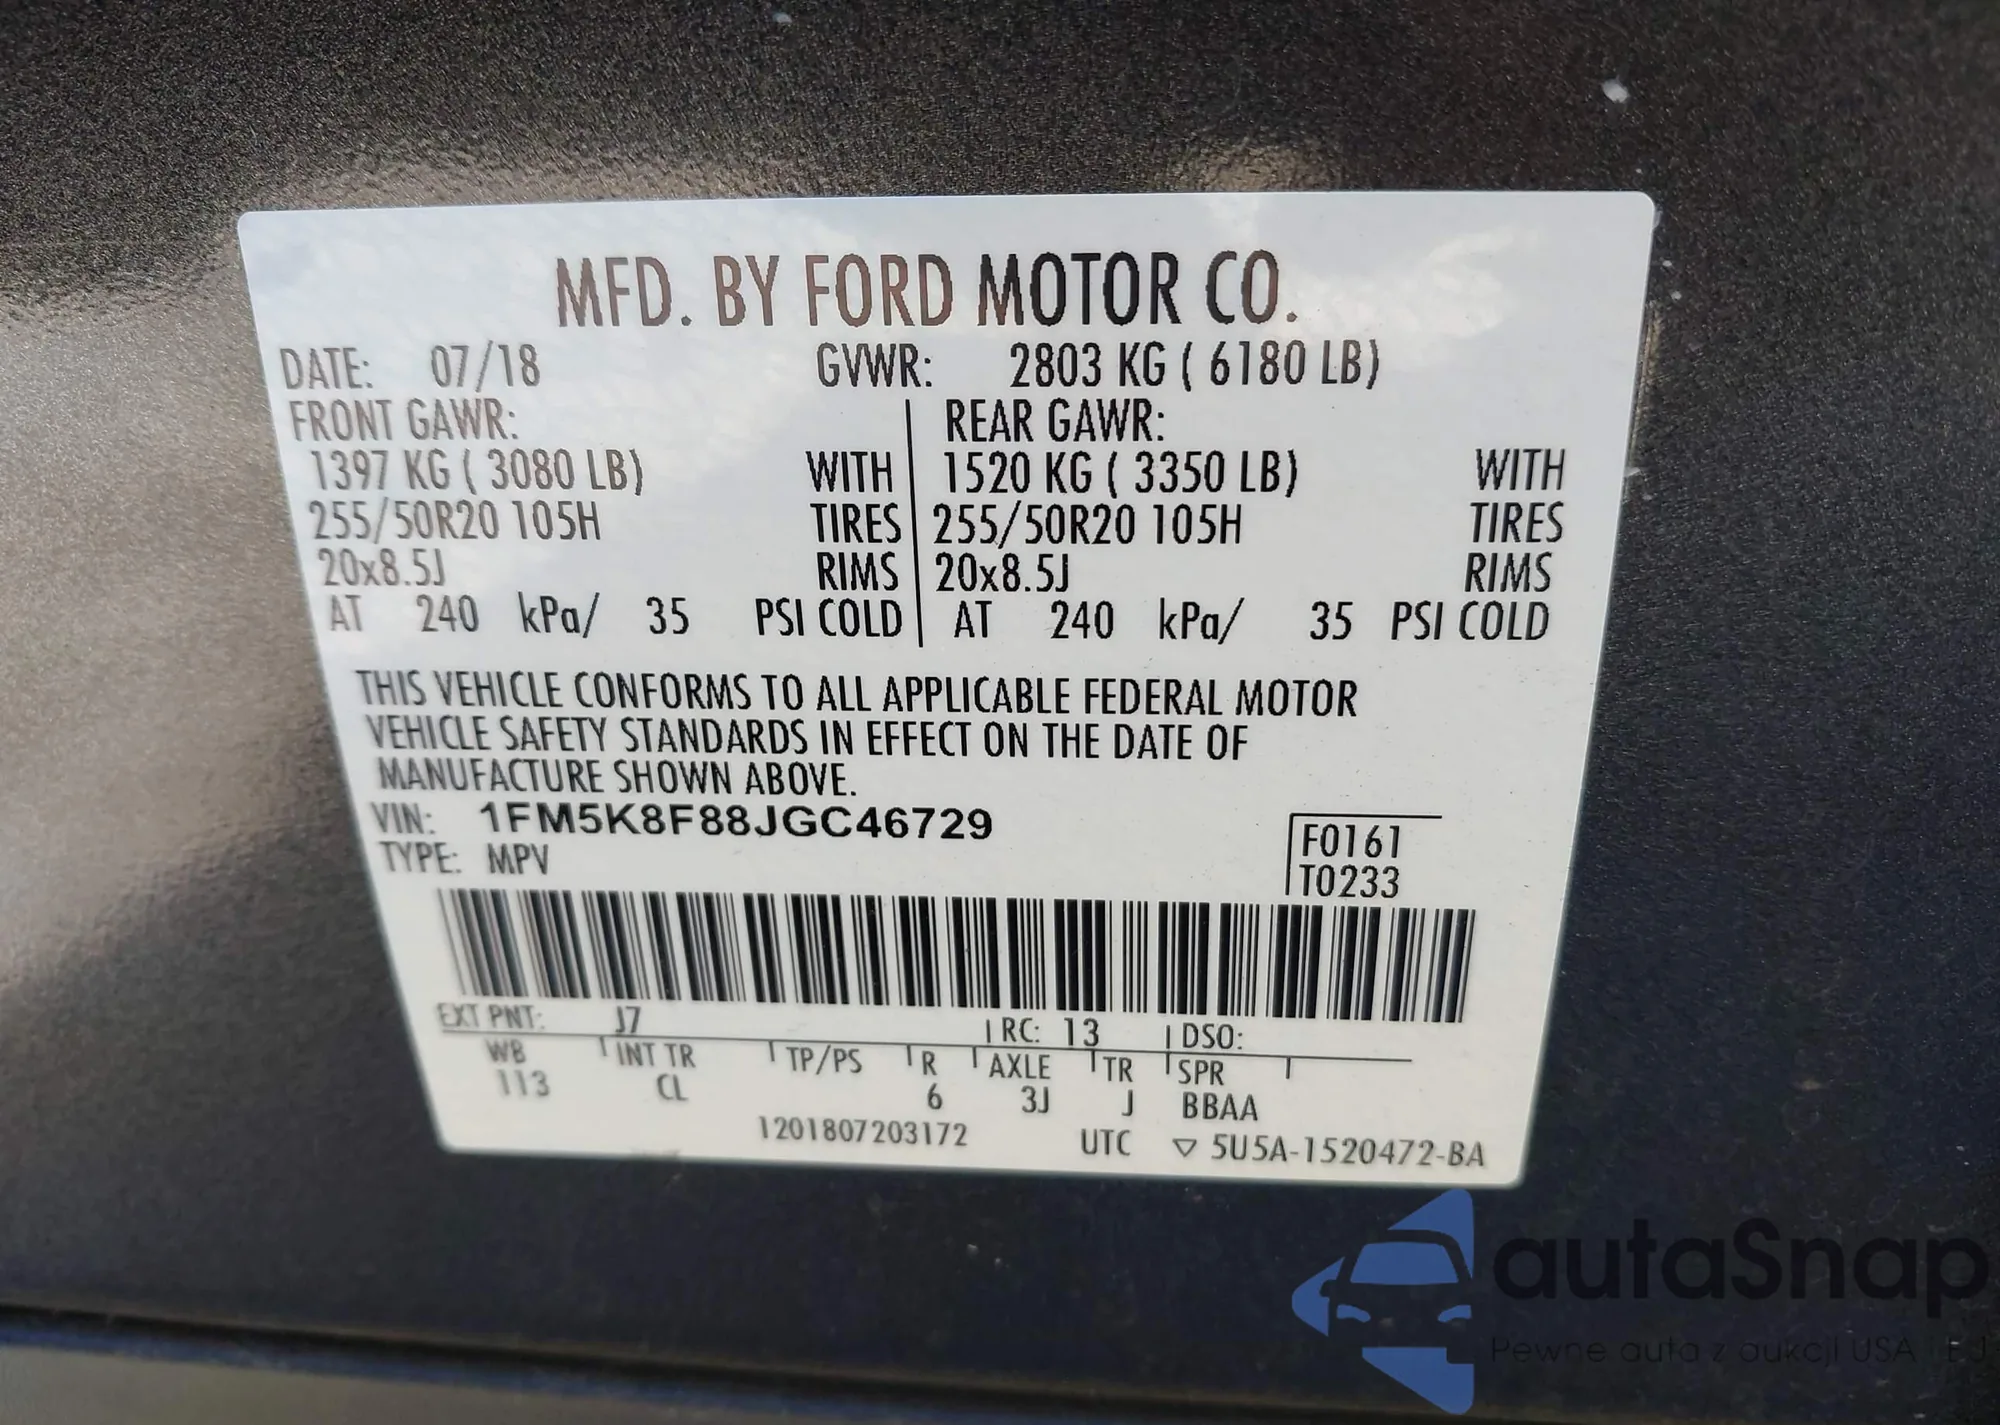 MFD. BY FORD MOTOR CO.
DATE: 07/18 GVWR: 2803 KG ( 6180 LB)
FRONT GAWR: REAR GAWR:
1397 KG ( 3080 LB) WITH 1520 KG ( 3350 LB) WITH
255/50R20 105H TIRES 255/50R20 105H TIRES
20x8.5J RIMS 20x8.5J RIMS
AT 240 kPa/ 35 PSI COLD AT 240 kPa/ 35 PSI COLD
THIS VEHICLE CONFORMS TO ALL APPLICABLE FEDERAL MOTOR
VEHICLE SAFETY STANDARDS IN EFFECT ON THE DATE OF
MANUFACTURE SHOWN ABOVE.
VIN: 1FM5K8F88JGC46729
TYPE: MPV
F0161
T0233
EXT PNT: J7 RC: 13 DSO:
WB INT TR TP/PS R AXLE TR SPR
113 CL 6 3J J BBAA
1201807203172 UTC ▽ 5U5A-1520472-BA
autaSnap
Pewne auta z aukcji USA i EJ